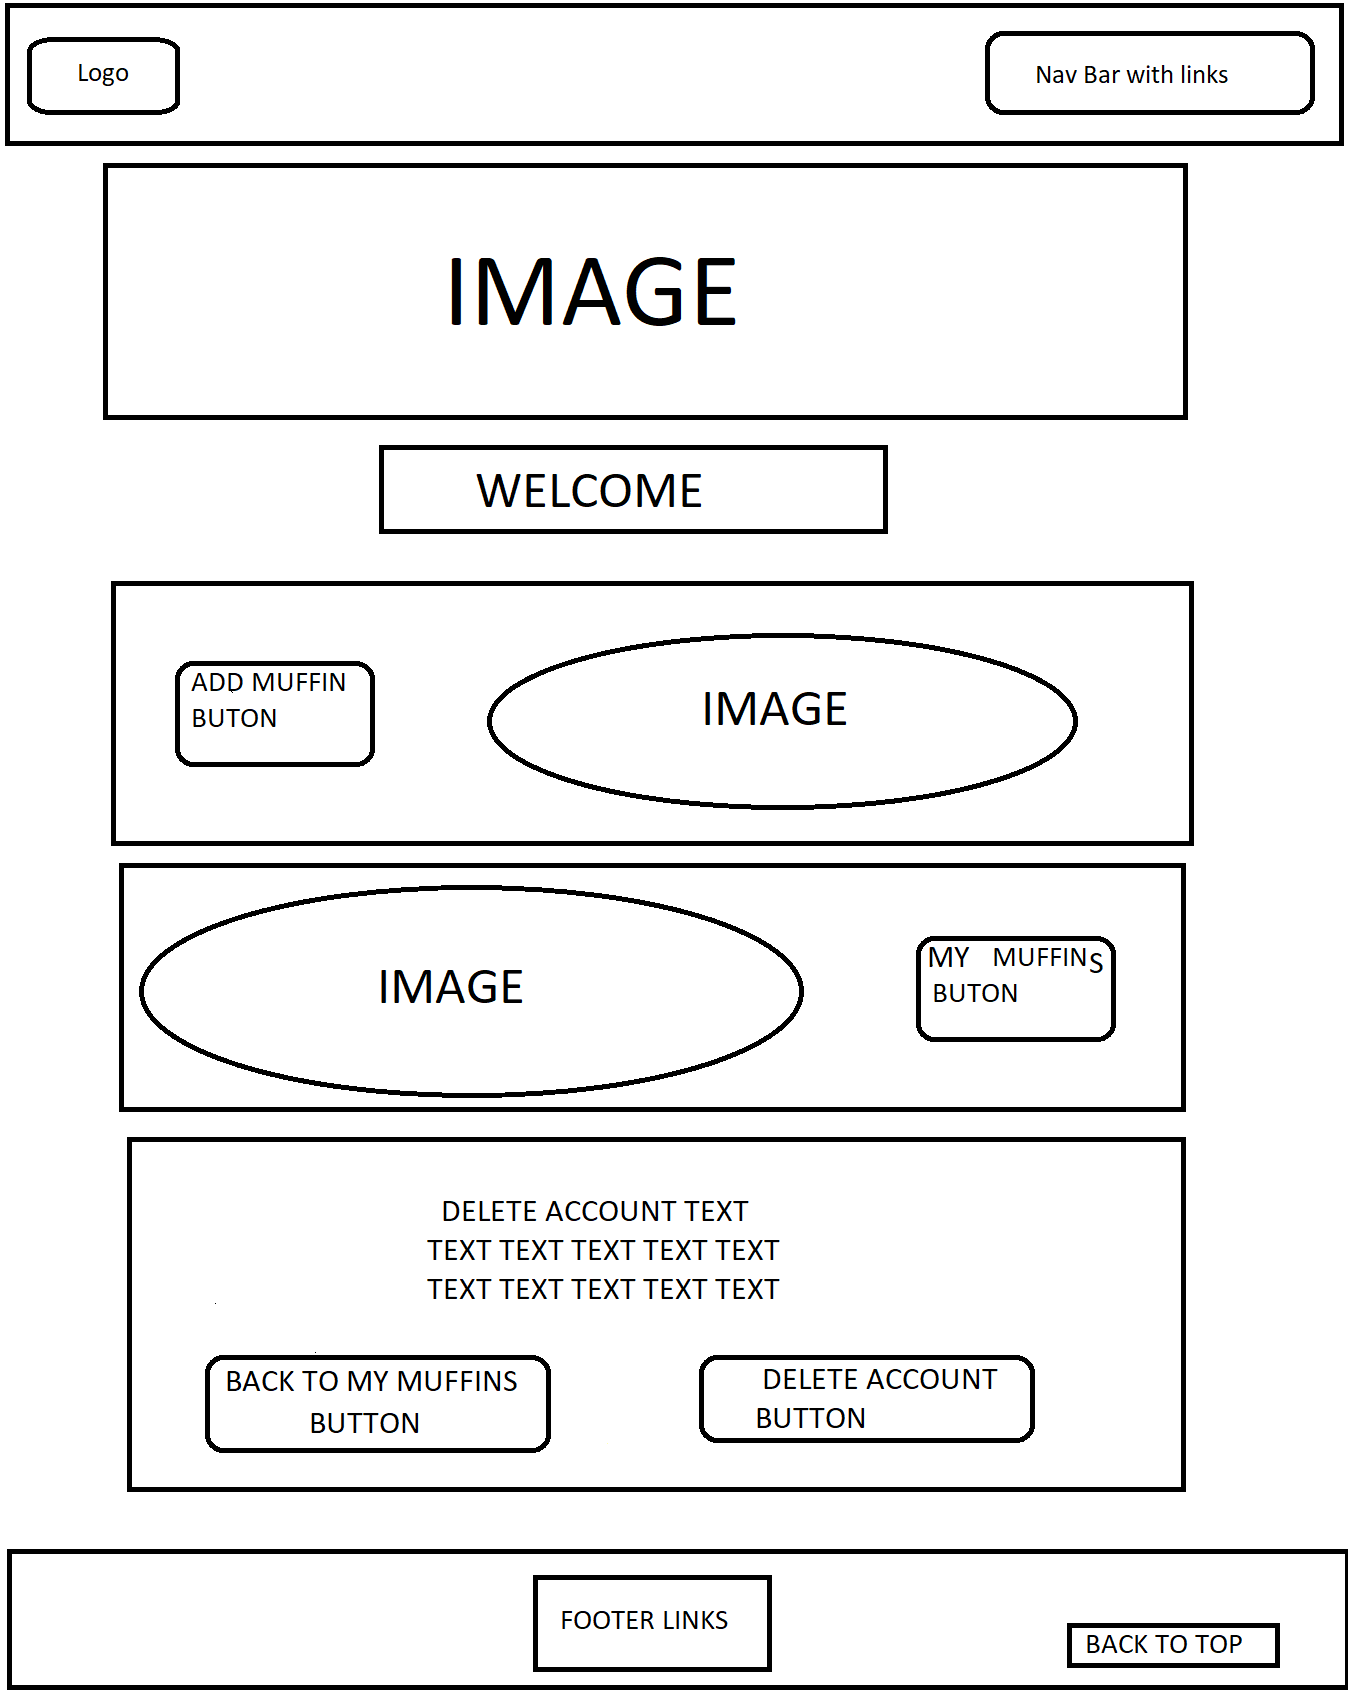 Logo
Nav Bar with links
IMAGE
WELCOME
ADD MUFFIN
BUTON
IMAGE
IMAGE
MY MUFFINS
BUTON
DELETE ACCOUNT TEXT
TEXT TEXT TEXT TEXT TEXT
TEXT TEXT TEXT TEXT TEXT
BACK TO MY MUFFINS
BUTTON
DELETE ACCOUNT
BUTTON
FOOTER LINKS
BACK TO TOP